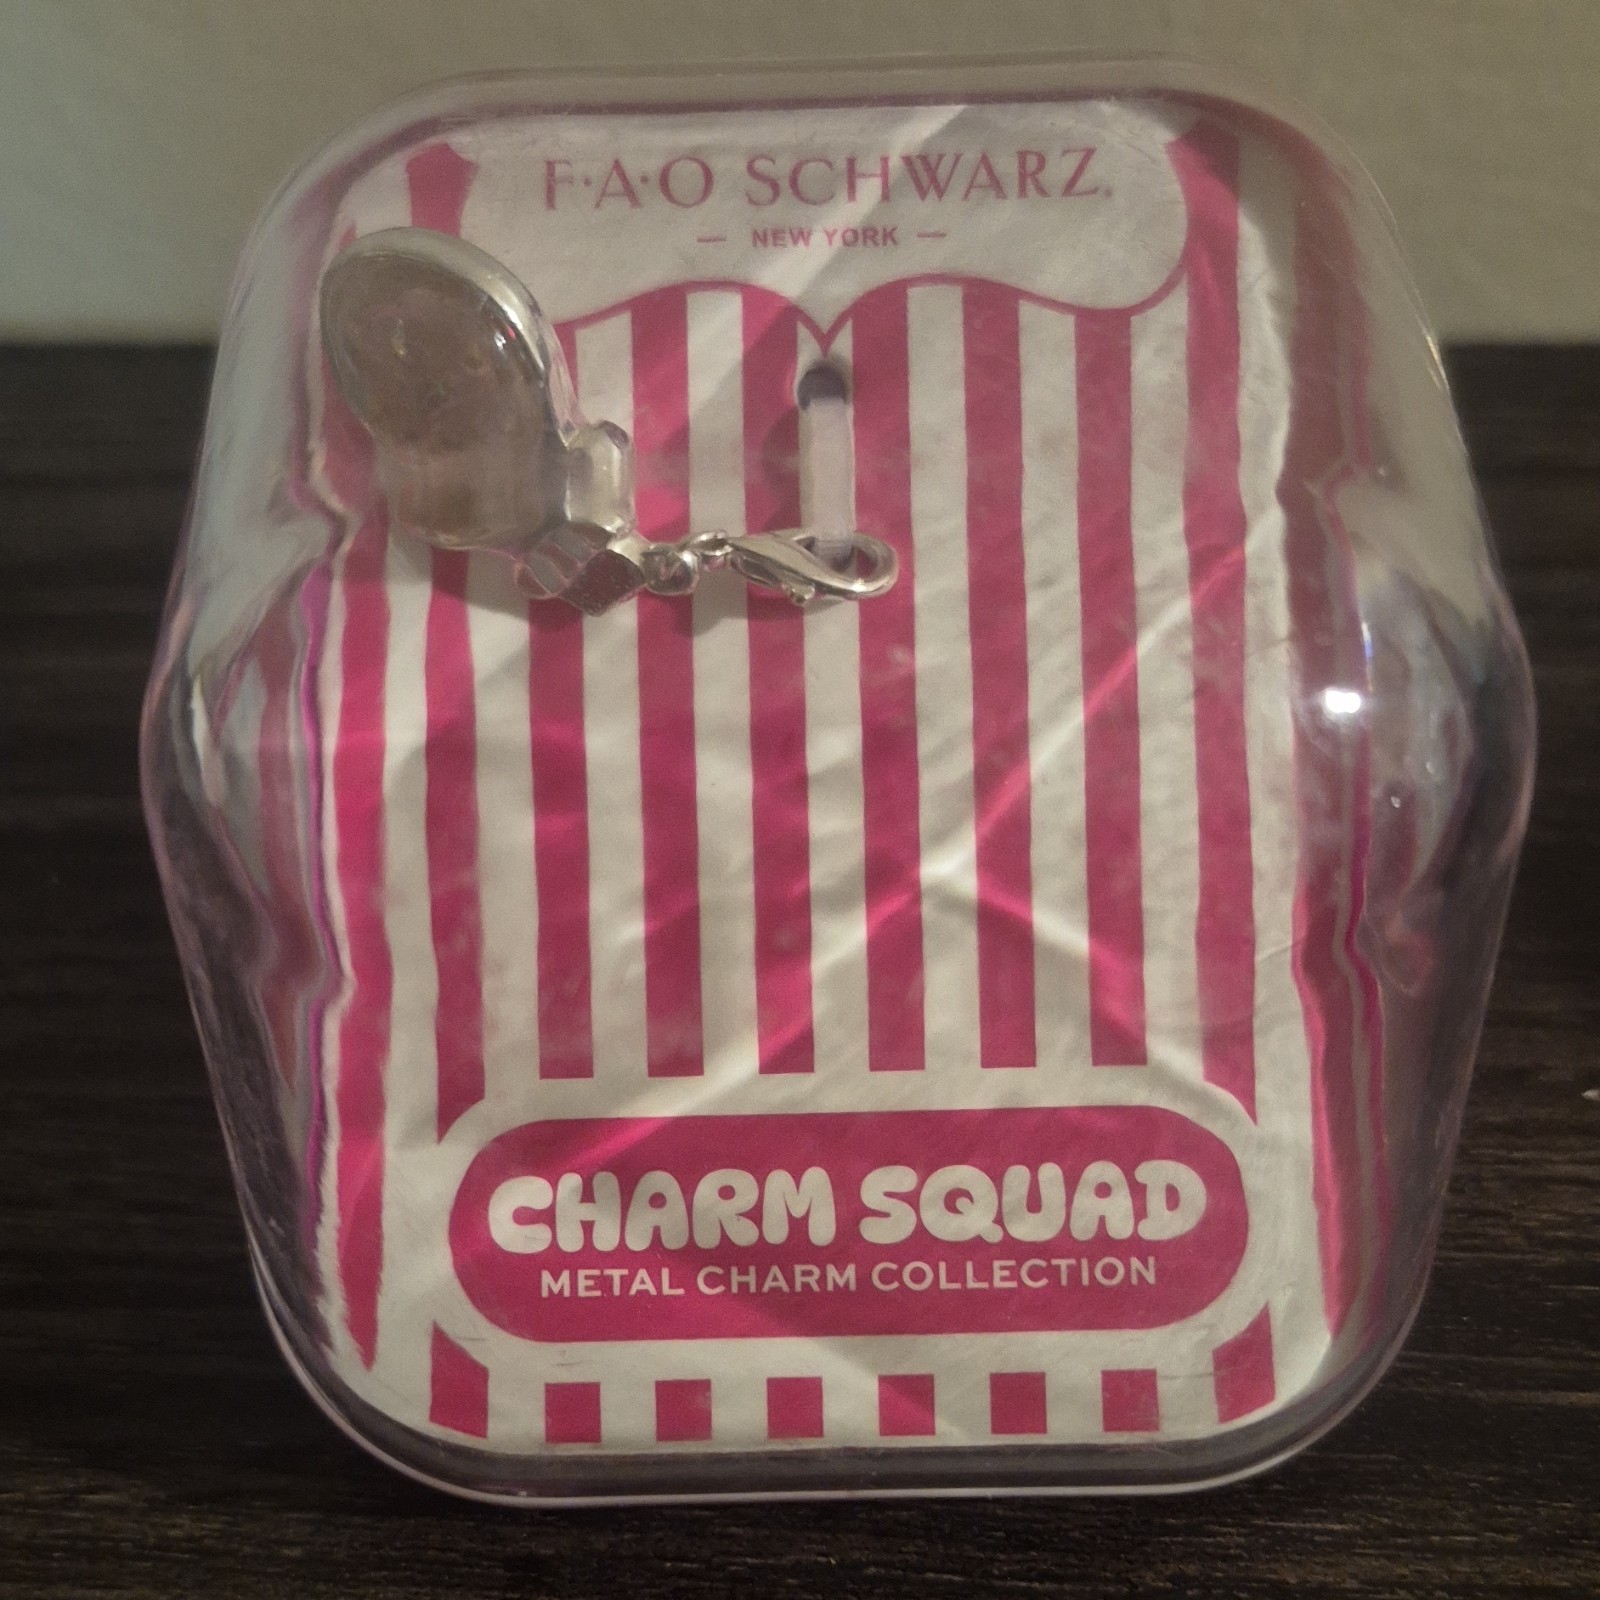 F·A·O SCHWARZ.
— NEW YORK —
CHARM SQUAD
METAL CHARM COLLECTION